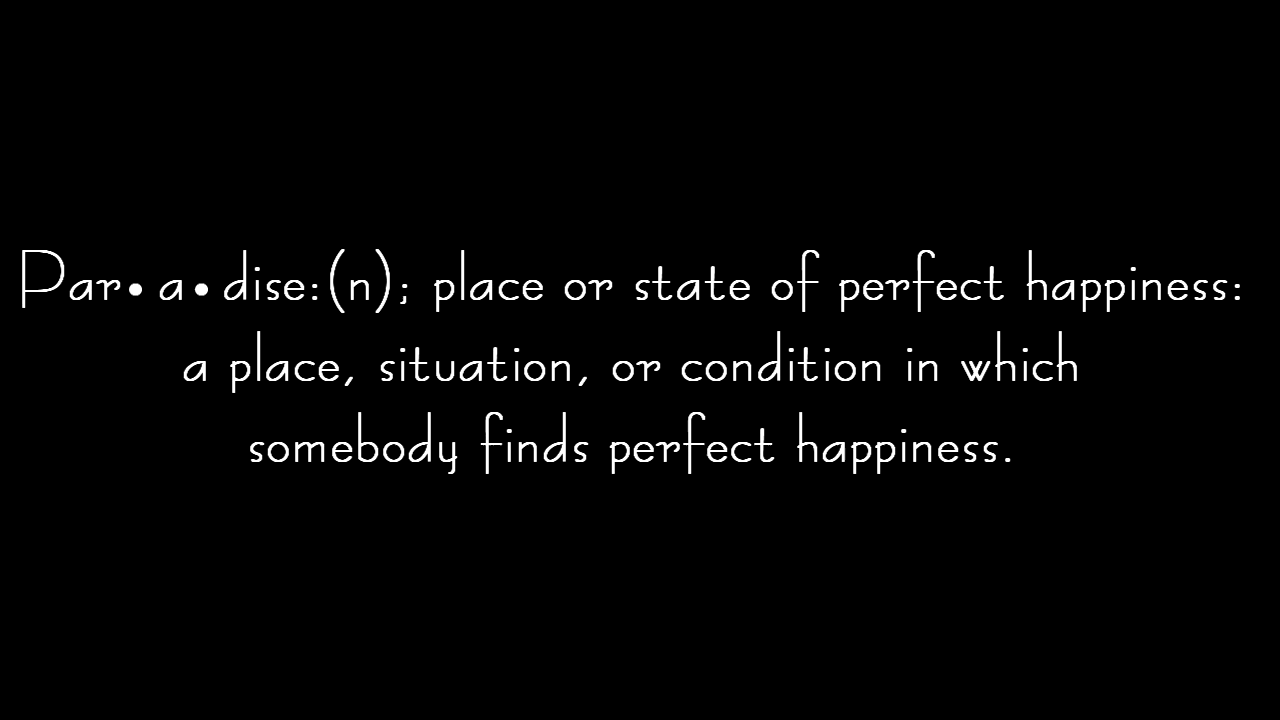 Par•a•dise:(n); place or state of perfect happiness:
a place, situation, or condition in which
somebody finds perfect happiness.